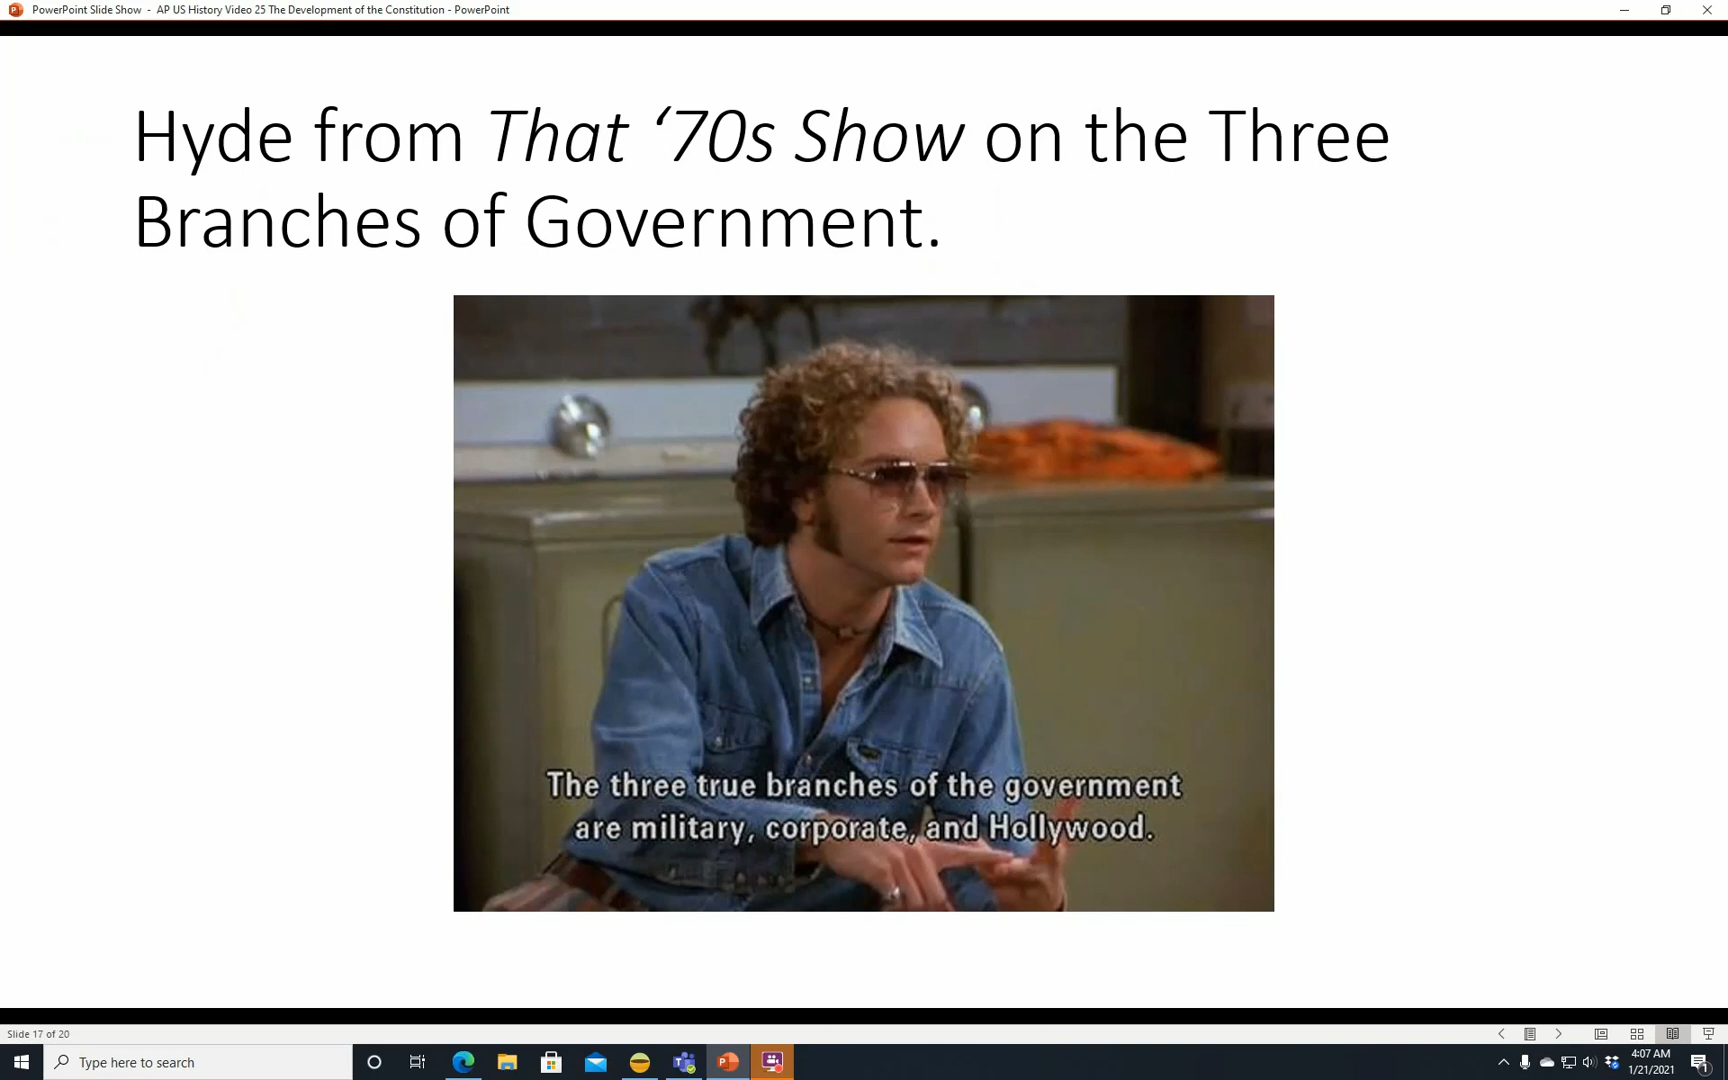 PowerPoint Slide Show - AP US History Video 25 The Development of the Constitution - PowerPoint
Hyde from That ‘70s Show on the Three
Branches of Government.
The three true branches of the government
are military, corporate, and Hollywood.
Slide 17 of 20
Type here to search
4:07 AM
1/21/2021
1